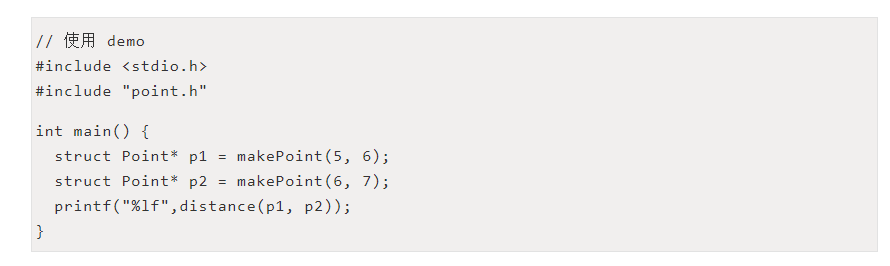 // 使用 demo
#include <stdio.h>
#include "point.h"
int main() {
  struct Point* p1 = makePoint(5, 6);
  struct Point* p2 = makePoint(6, 7);
  printf("%lf",distance(p1, p2));
}